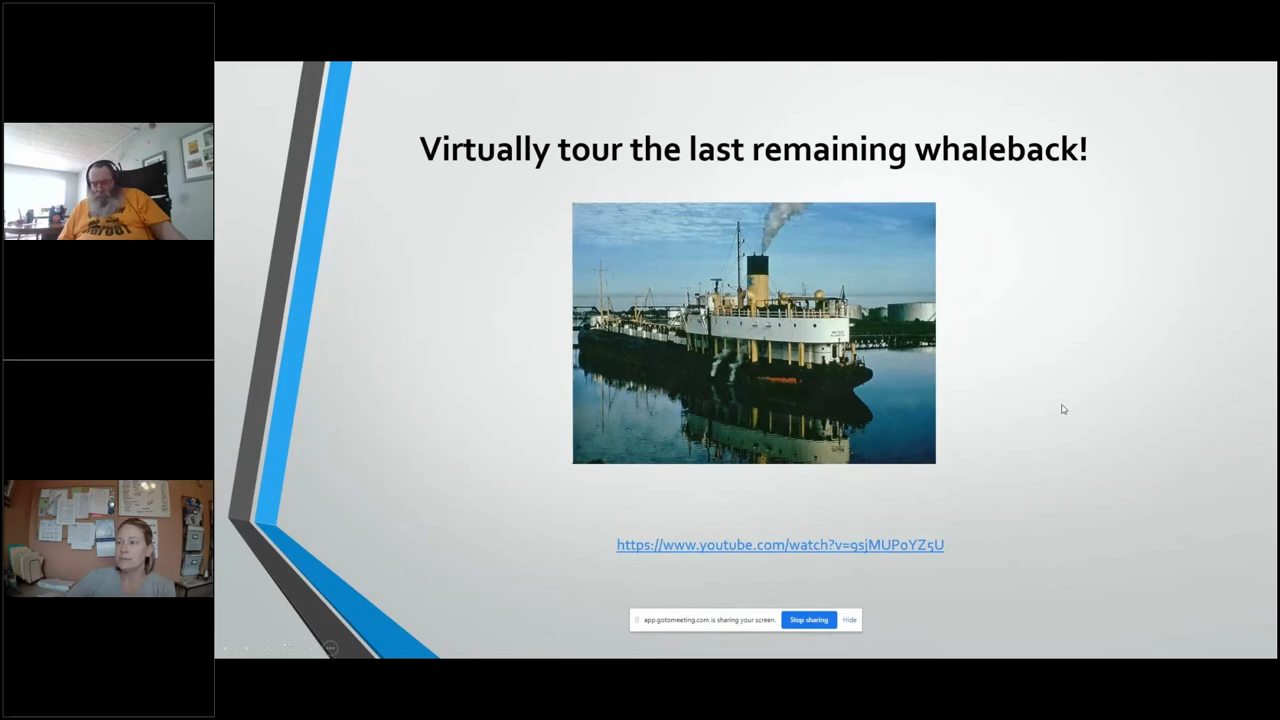 Virtually tour the last remaining whaleback!
https://www.youtube.com/watch?v=9sjMUPoYZ5U
app.gotomeeting.com is sharing your screen.
Stop sharing
Hide